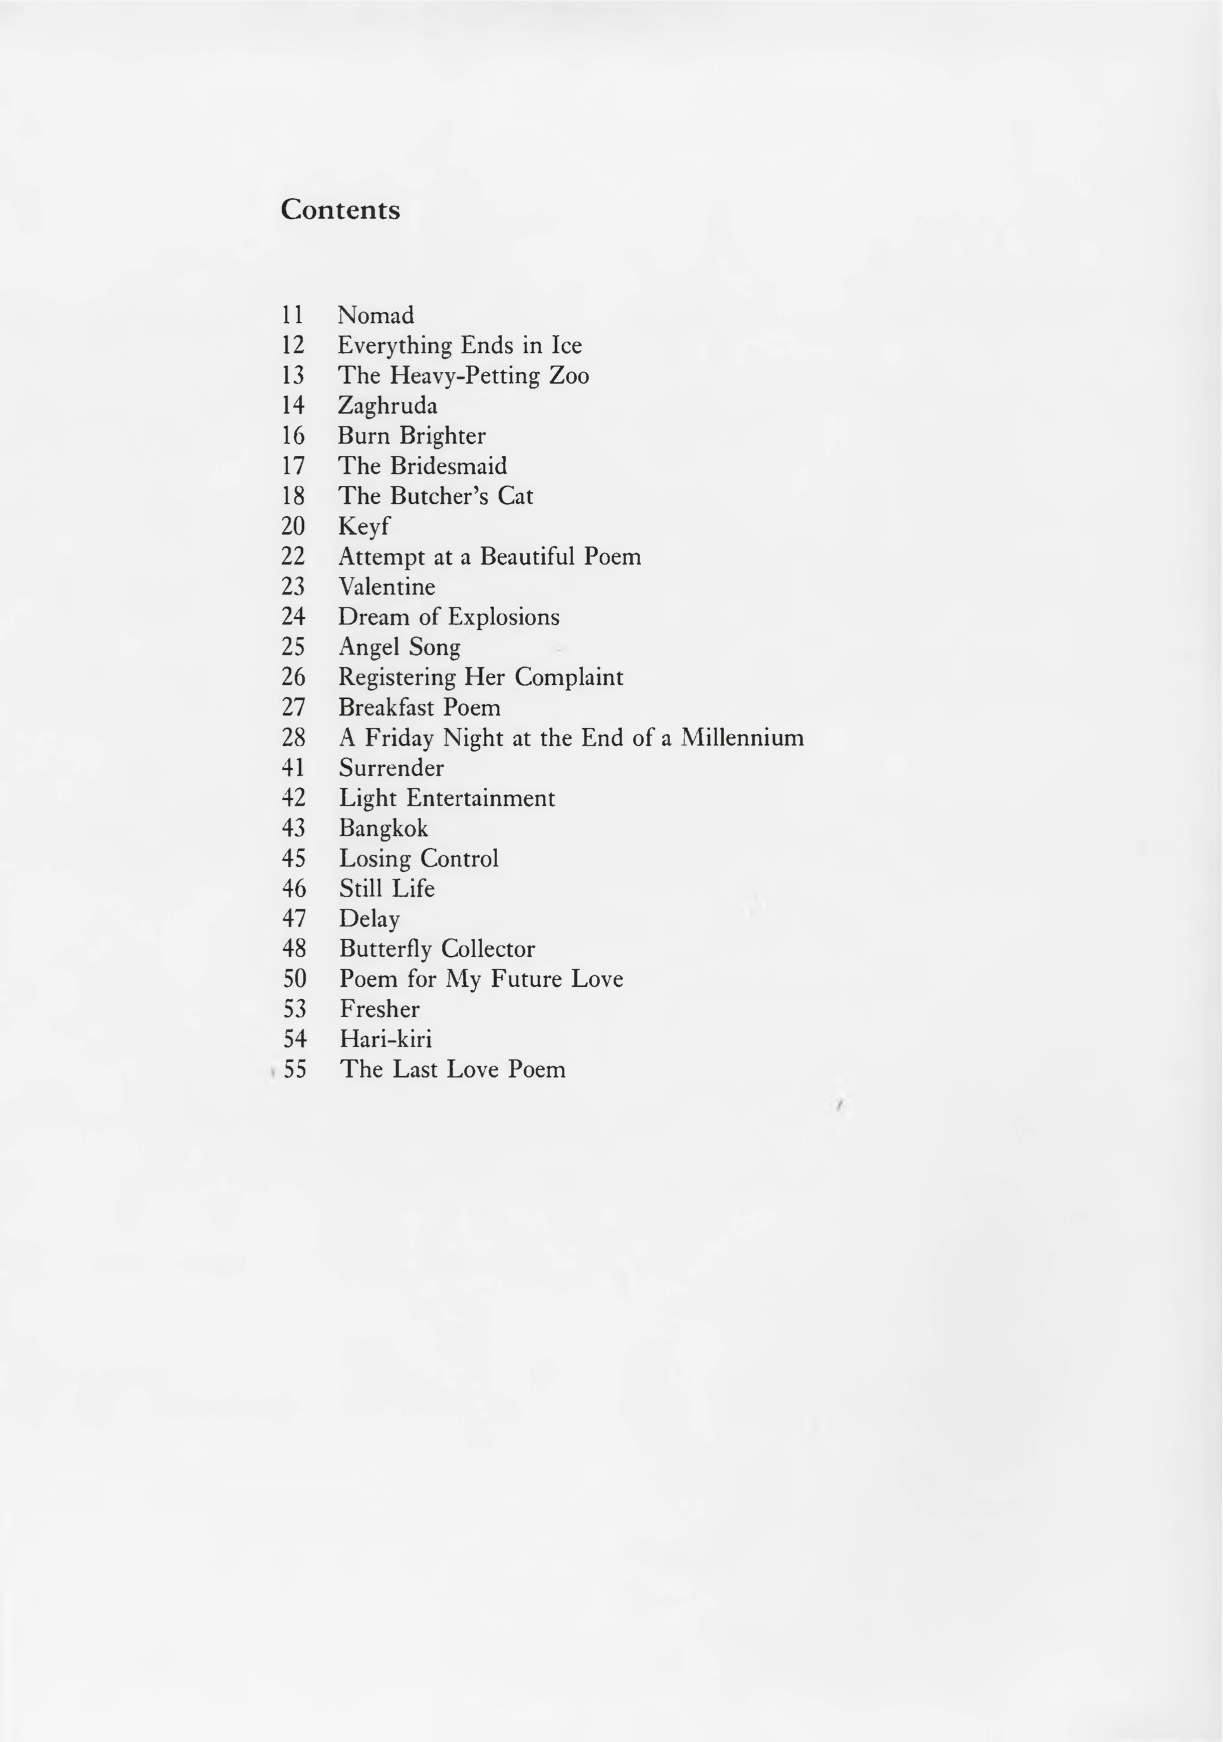 Contents
11 Nomad
12 Everything Ends in Ice
13 The Heavy-Petting Zoo
14 Zaghruda
16 Burn Brighter
17 The Bridesmaid
18 The Butcher’s Cat
20 Keyf
22 Attempt at a Beautiful Poem
23 Valentine
24 Dream of Explosions
25 Angel Song
26 Registering Her Complaint
27 Breakfast Poem
28 A Friday Night at the End of a Millennium
41 Surrender
42 Light Entertainment
43 Bangkok
45 Losing Control
46 Still Life
47 Delay
48 Butterfly Collector
50 Poem for My Future Love
53 Fresher
54 Hari-kiri
55 The Last Love Poem